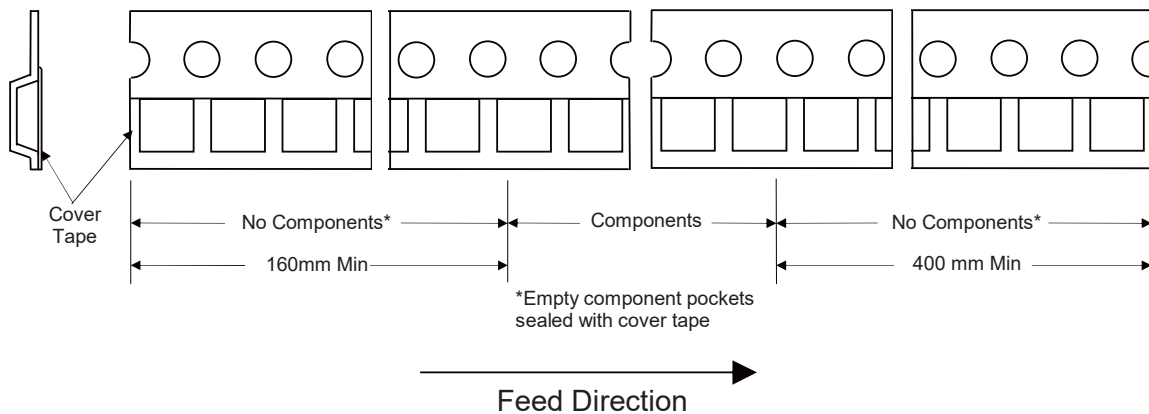 Cover
Tape
No Components*
Components
No Components*
160mm Min
400 mm Min
*Empty component pockets
sealed with cover tape
Feed Direction